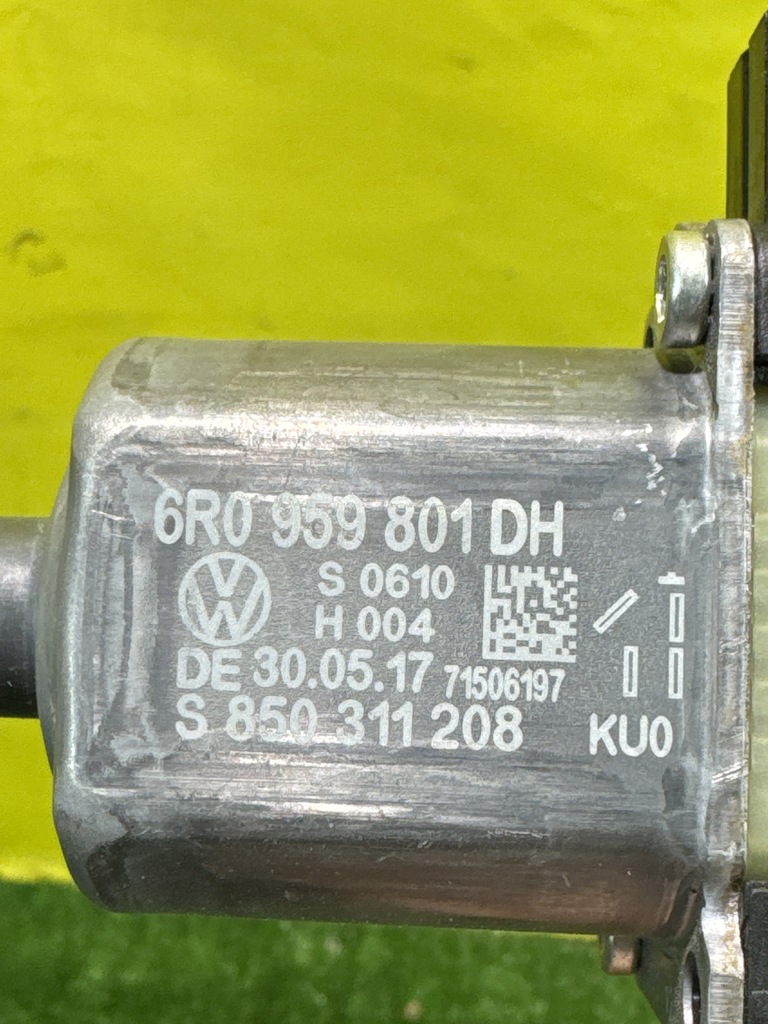 6R0 959 801 DH
S 0610
H 004
DE 30.05.17 71506197
S 850 311 208
KU0